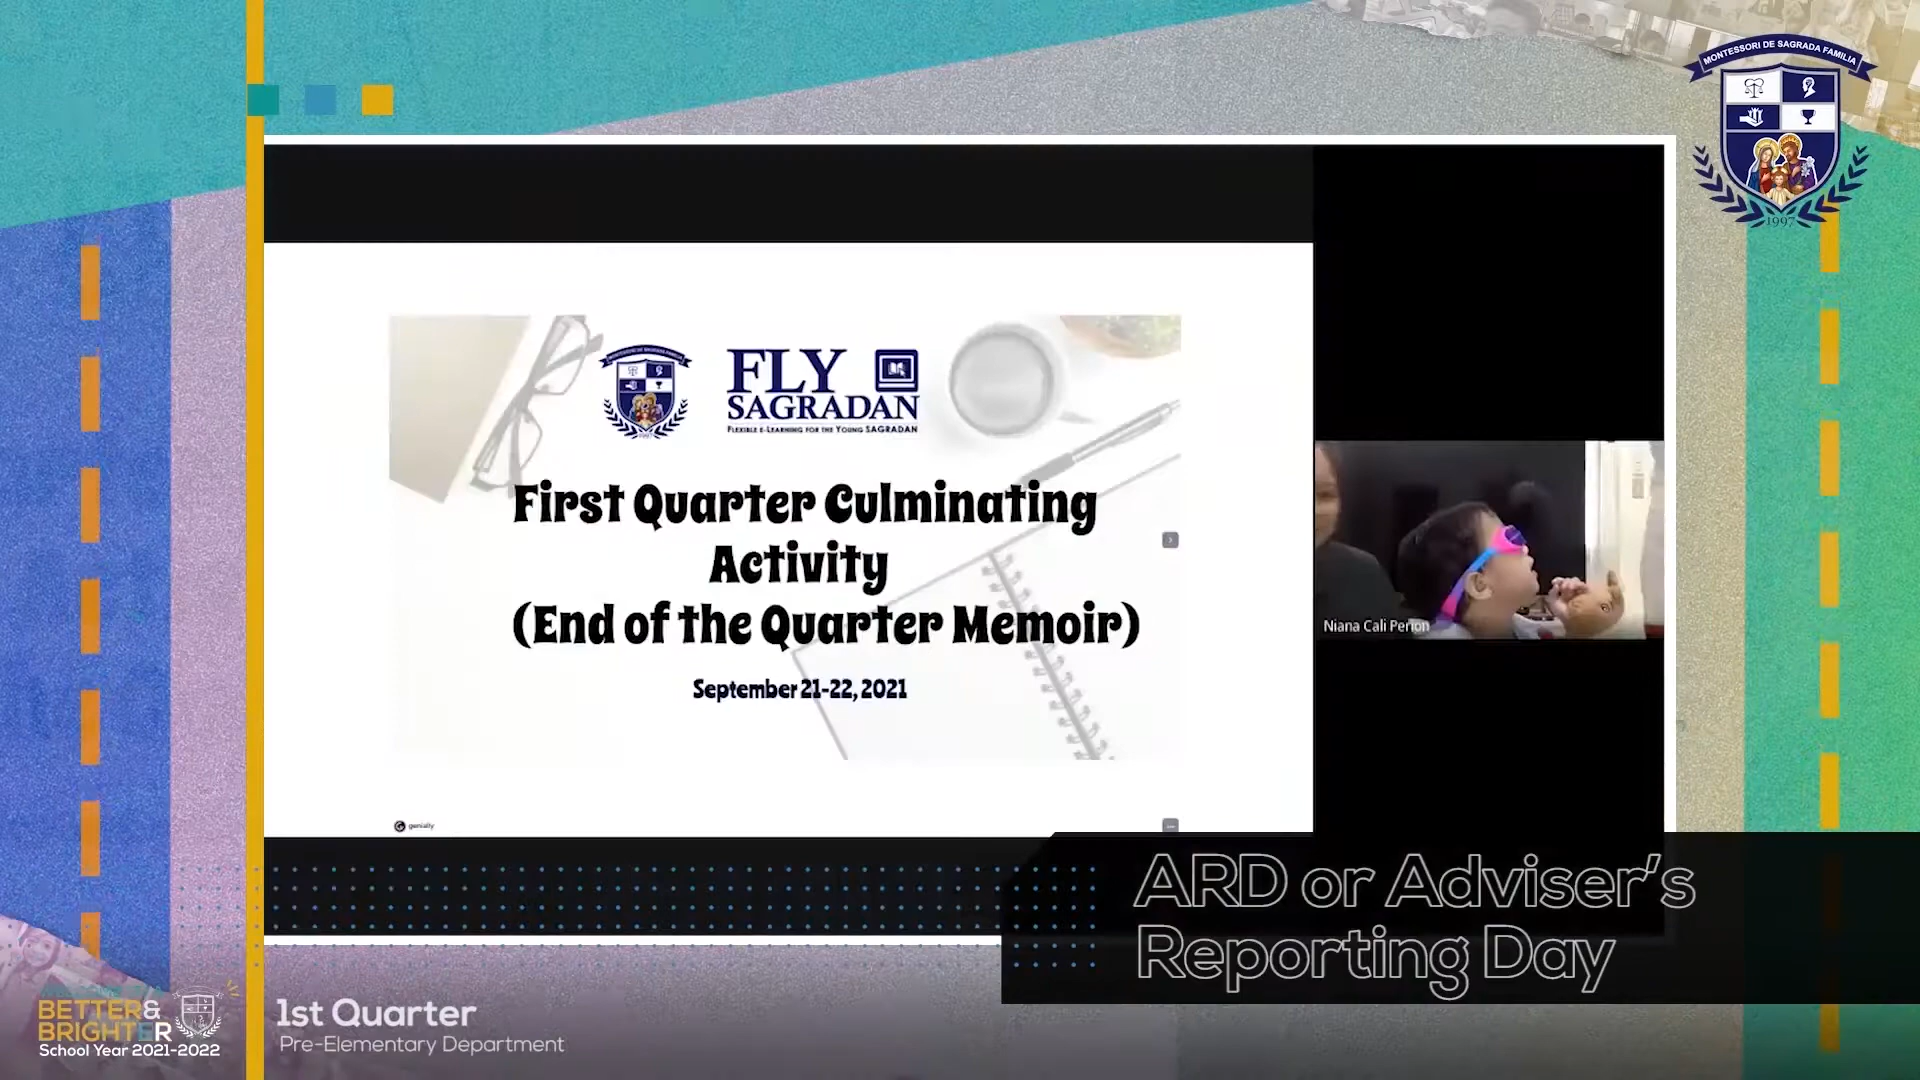 MONTESSORI DE SAGRADA FAMILIA
1997
FLY
SAGRADAN
FLEXIBLE E-LEARNING FOR THE YOUNG SAGRADAN
First Quarter Culminating
Activity
(End of the Quarter Memoir)
September 21-22, 2021
genially
Niana Cali Perion
ARD or Adviser's
Reporting Day
BETTER&
BRIGHTER
School Year 2021-2022
1st Quarter
Pre-Elementary Department